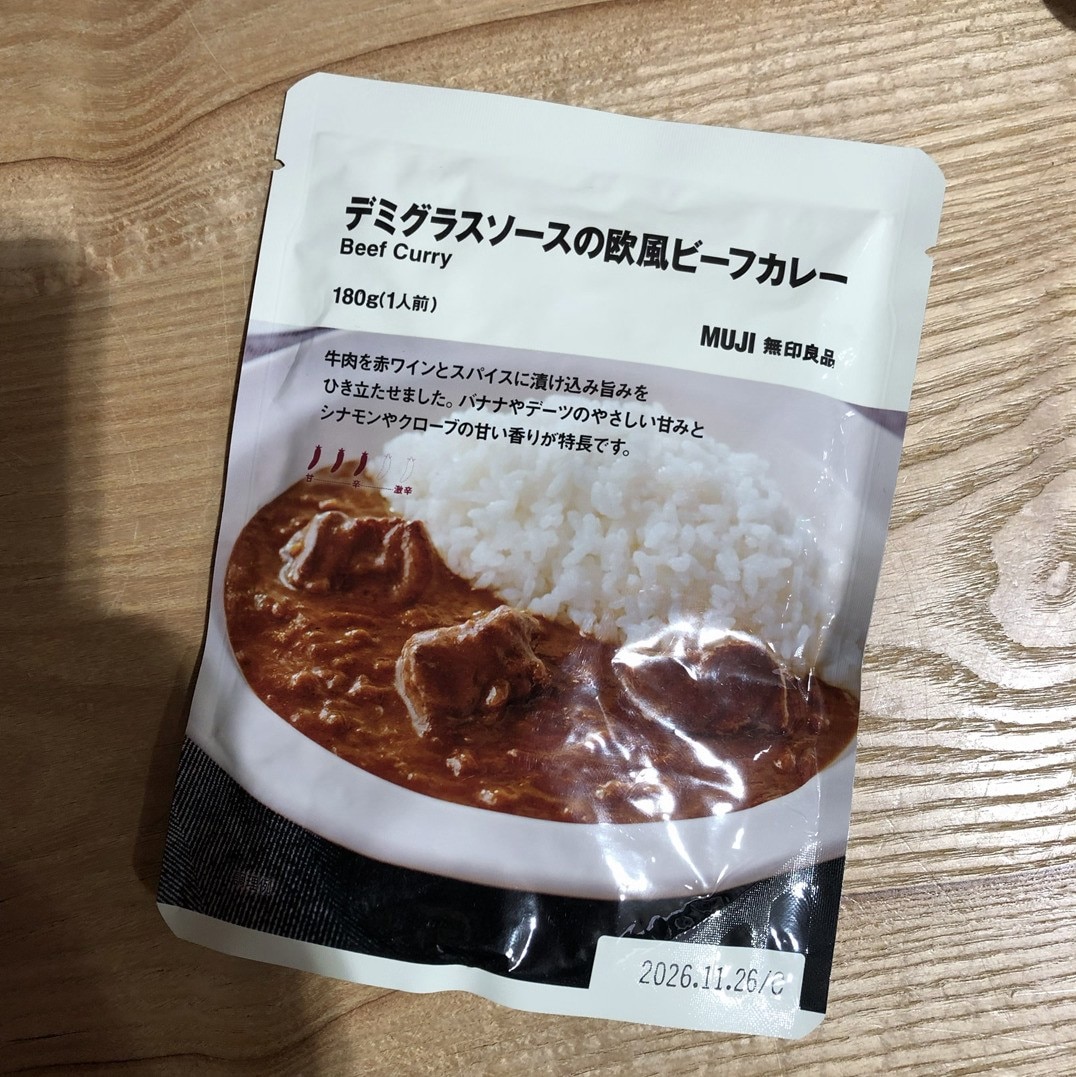 デミグラスソースの欧風ビーフカレー
Beef Curry
180g(1人前)
MUJI 無印良品
牛肉を赤ワインとスパイスに漬け込み旨みを
ひき立たせました。バナナやデーツのやさしい甘みと
シナモンやクローブの甘い香りが特長です。
甘 辛 激辛
2026.11.26/C